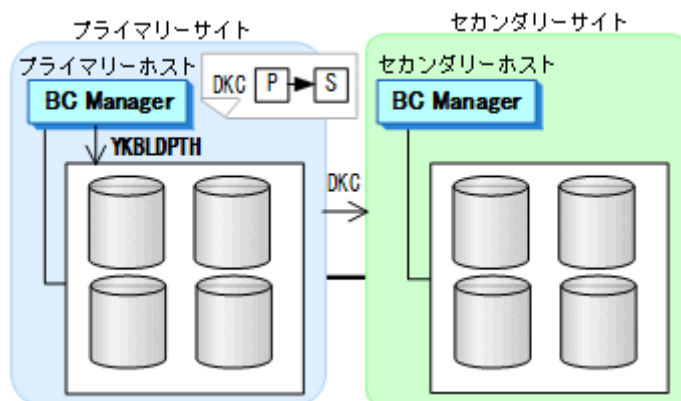 プライマリーサイト
セカンダリーサイト
プライマリーホスト
セカンダリーホスト
BC Manager
DKC P S
BC Manager
YKBLDPTH
DKC